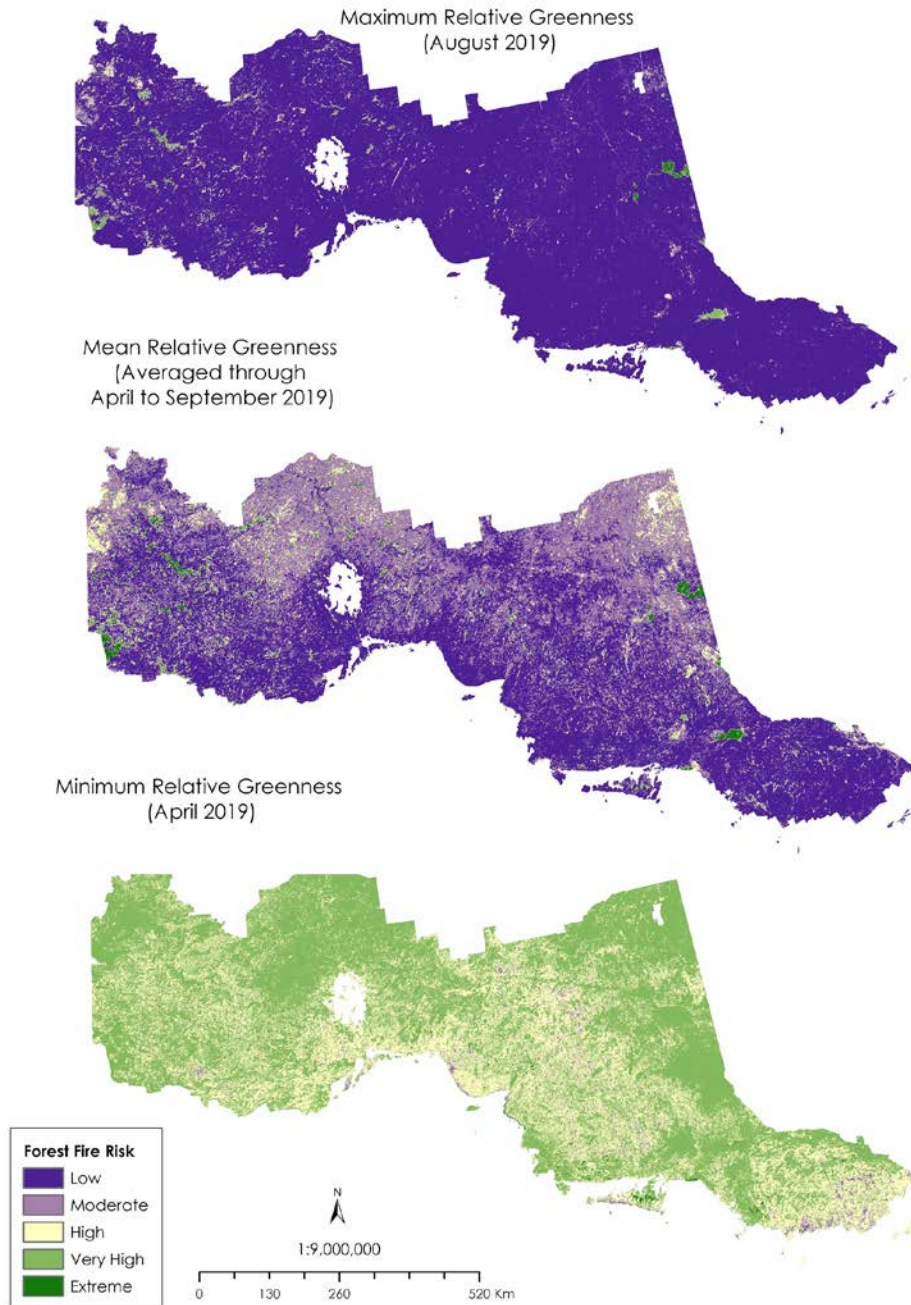 Maximum Relative Greenness
(August 2019)
Mean Relative Greenness
(Averaged through
April to September 2019)
Minimum Relative Greenness
(April 2019)
Forest Fire Risk
Low
Moderate
High
Very High
Extreme
N
1:9,000,000
0 130 260 520 Km